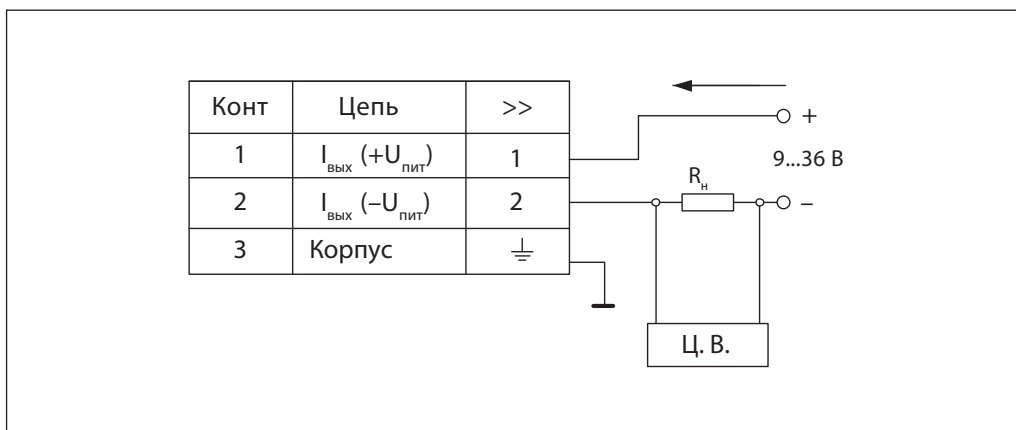 Конт Цепь >>
1 Iвых (+Uпит) 1
2 Iвых (–Uпит) 2
3 Корпус
+
9...36 В
Rн
–
Ц. В.